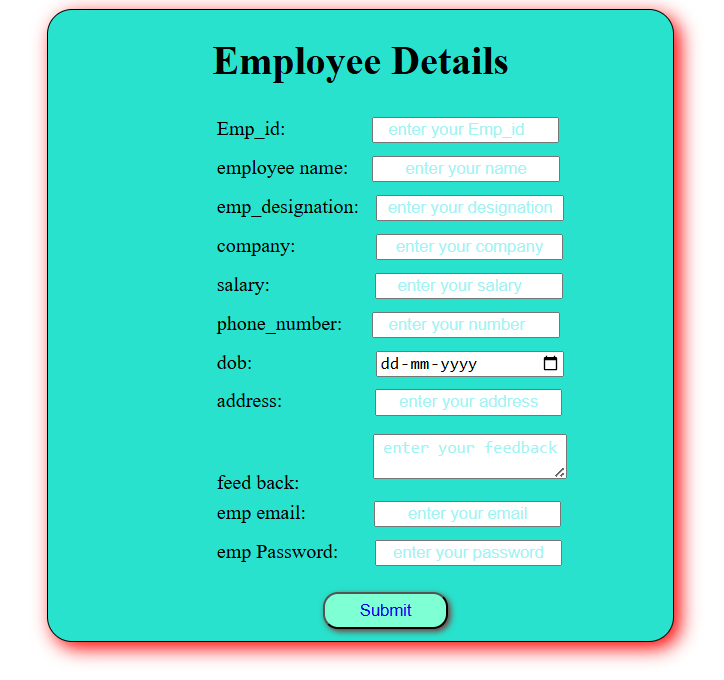 Employee Details
Emp_id: enter your Emp_id
employee name: enter your name
emp_designation: enter your designation
company: enter your company
salary: enter your salary
phone_number: enter your number
dob: dd-mm-yyyy
address: enter your address
enter your feedback
feed back:
emp email: enter your email
emp Password: enter your password
Submit